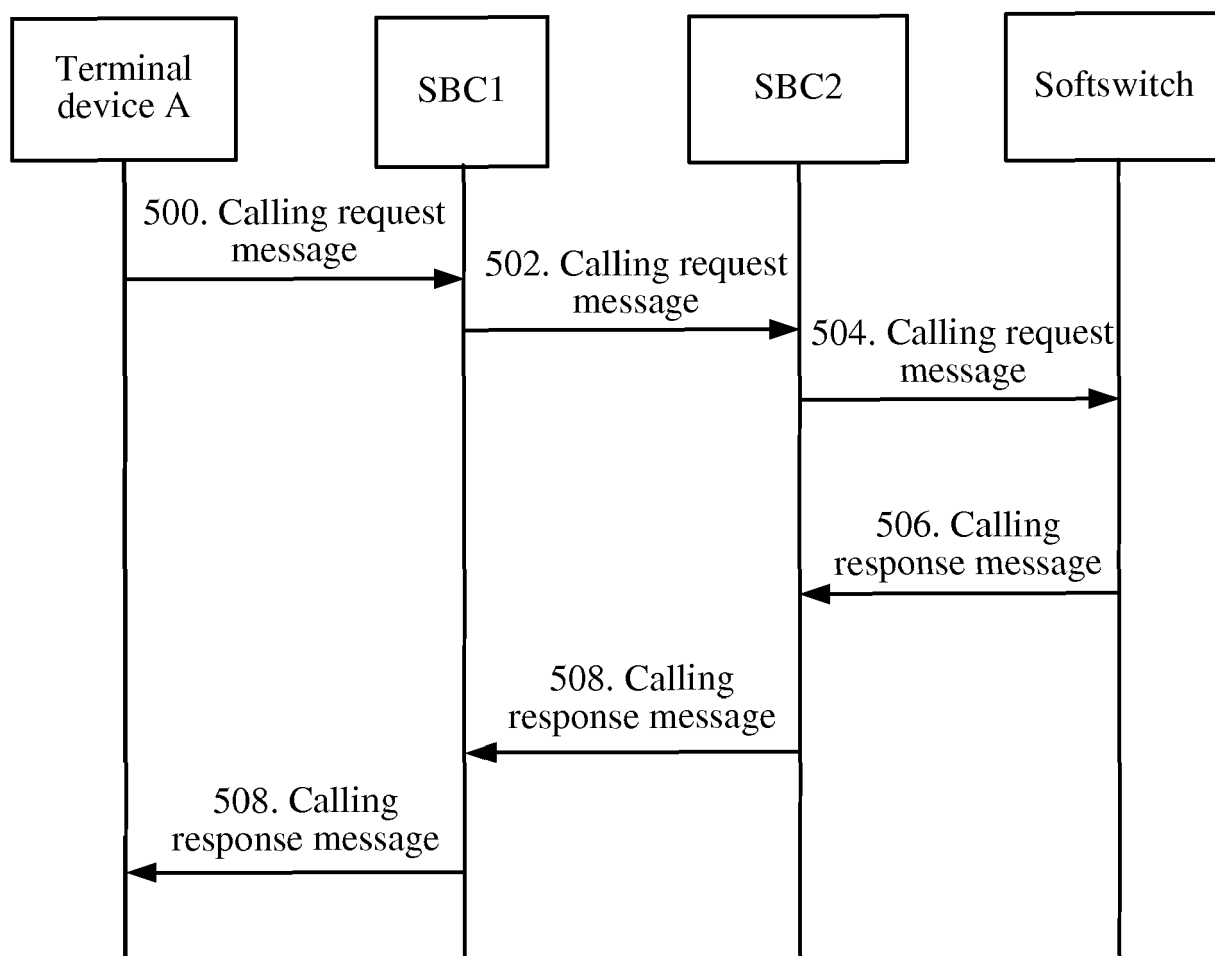 Terminal
device A
SBC1
SBC2
Softswitch
500. Calling request
message
502. Calling request
message
504. Calling request
message
506. Calling
response message
508. Calling
response message
508. Calling
response message